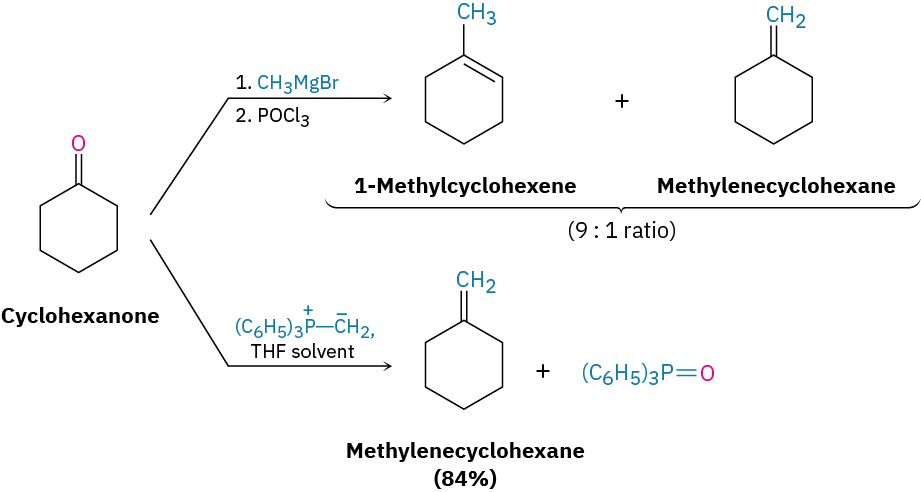 CH₃
CH₂
1. CH₃MgBr
2. POCl₃
+
O
1-Methylcyclohexene
Methylenecyclohexane
(9 : 1 ratio)
Cyclohexanone
CH₂
(C₆H₅)₃P⁺—C̄H₂,
THF solvent
+
(C₆H₅)₃P=O
Methylenecyclohexane
(84%)